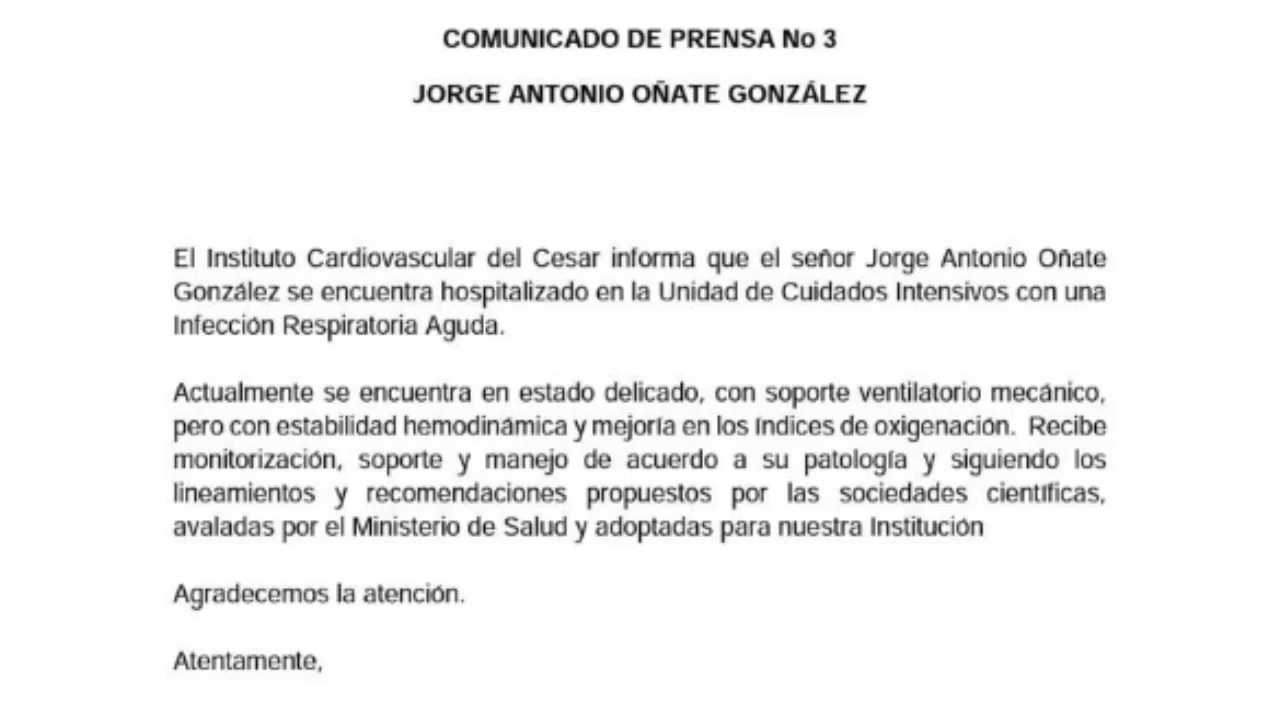 COMUNICADO DE PRENSA No 3
JORGE ANTONIO OÑATE GONZÁLEZ
El Instituto Cardiovascular del Cesar informa que el señor Jorge Antonio Oñate
González se encuentra hospitalizado en la Unidad de Cuidados Intensivos con una
Infección Respiratoria Aguda.
Actualmente se encuentra en estado delicado, con soporte ventilatorio mecánico,
pero con estabilidad hemodinámica y mejoría en los índices de oxigenación. Recibe
monitorización, soporte y manejo de acuerdo a su patología y siguiendo los
lineamientos y recomendaciones propuestos por las sociedades científicas,
avaladas por el Ministerio de Salud y adoptadas para nuestra Institución
Agradecemos la atención.
Atentamente,